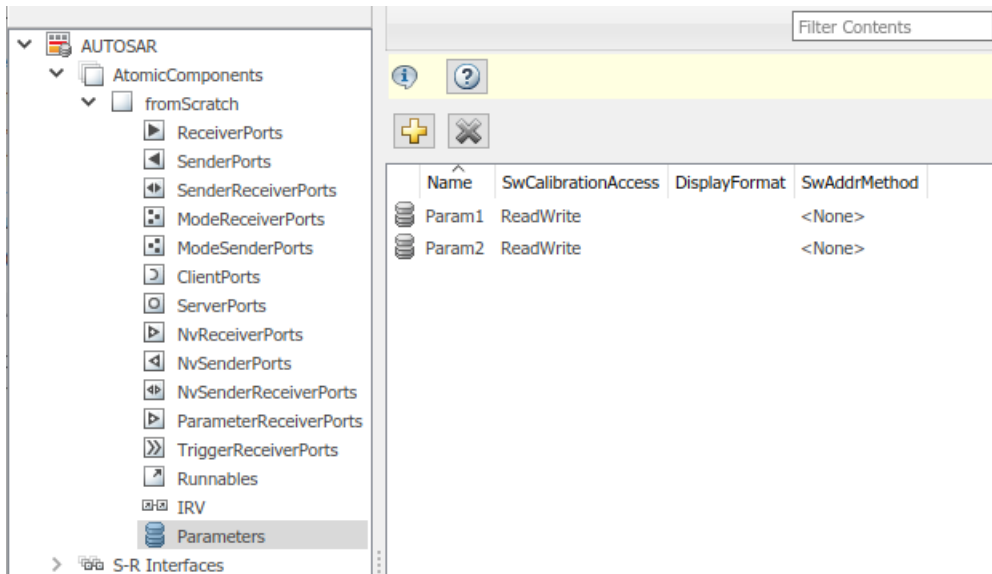 AUTOSAR
AtomicComponents
fromScratch
ReceiverPorts
SenderPorts
SenderReceiverPorts
ModeReceiverPorts
ModeSenderPorts
ClientPorts
ServerPorts
NvReceiverPorts
NvSenderPorts
NvSenderReceiverPorts
ParameterReceiverPorts
TriggerReceiverPorts
Runnables
IRV
Parameters
S-R Interfaces
Filter Contents
Name SwCalibrationAccess DisplayFormat SwAddrMethod
Param1 ReadWrite <None>
Param2 ReadWrite <None>